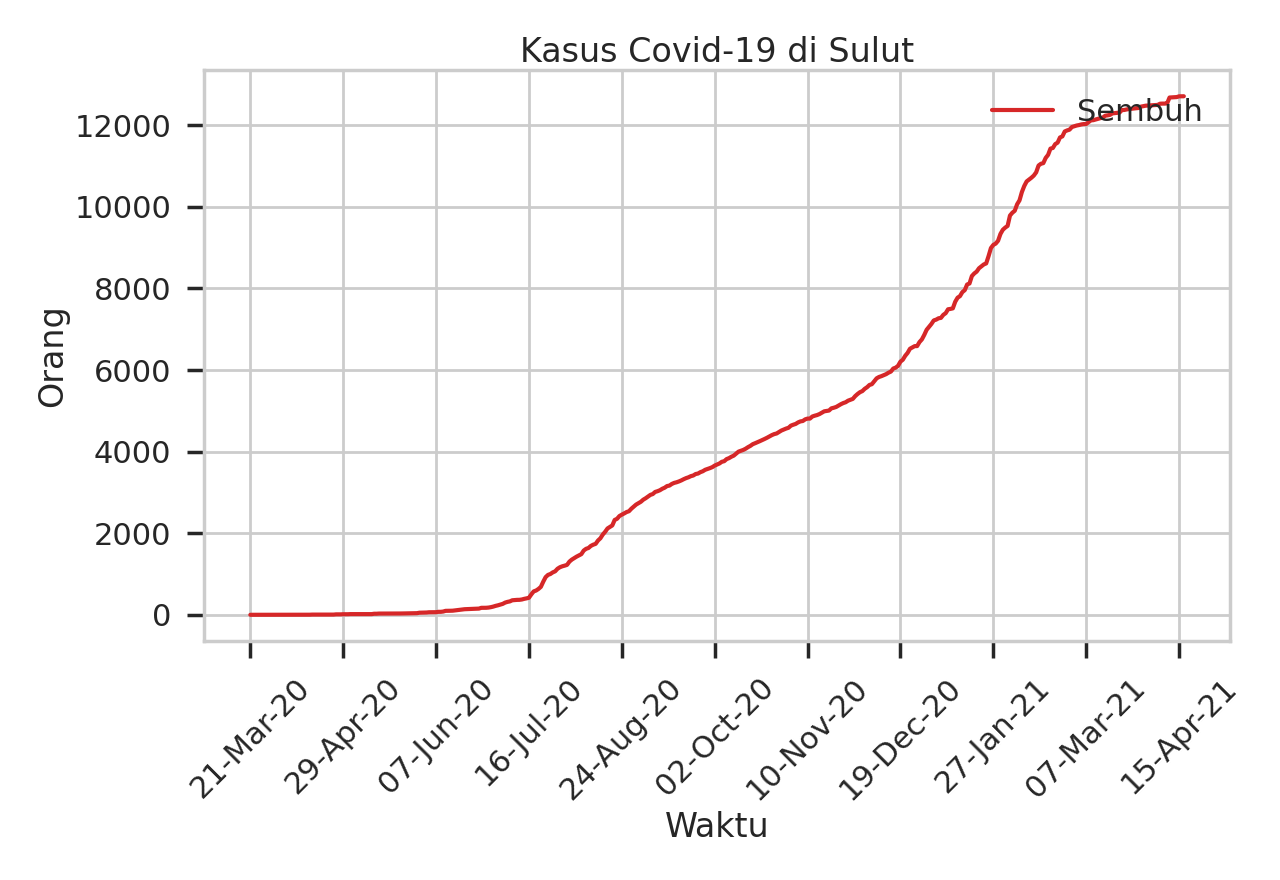 Kasus Covid-19 di Sulut
Sembuh
12000
10000
8000
6000
4000
2000
0
Orang
21-Mar-20
29-Apr-20
07-Jun-20
16-Jul-20
24-Aug-20
02-Oct-20
10-Nov-20
19-Dec-20
27-Jan-21
07-Mar-21
15-Apr-21
Waktu